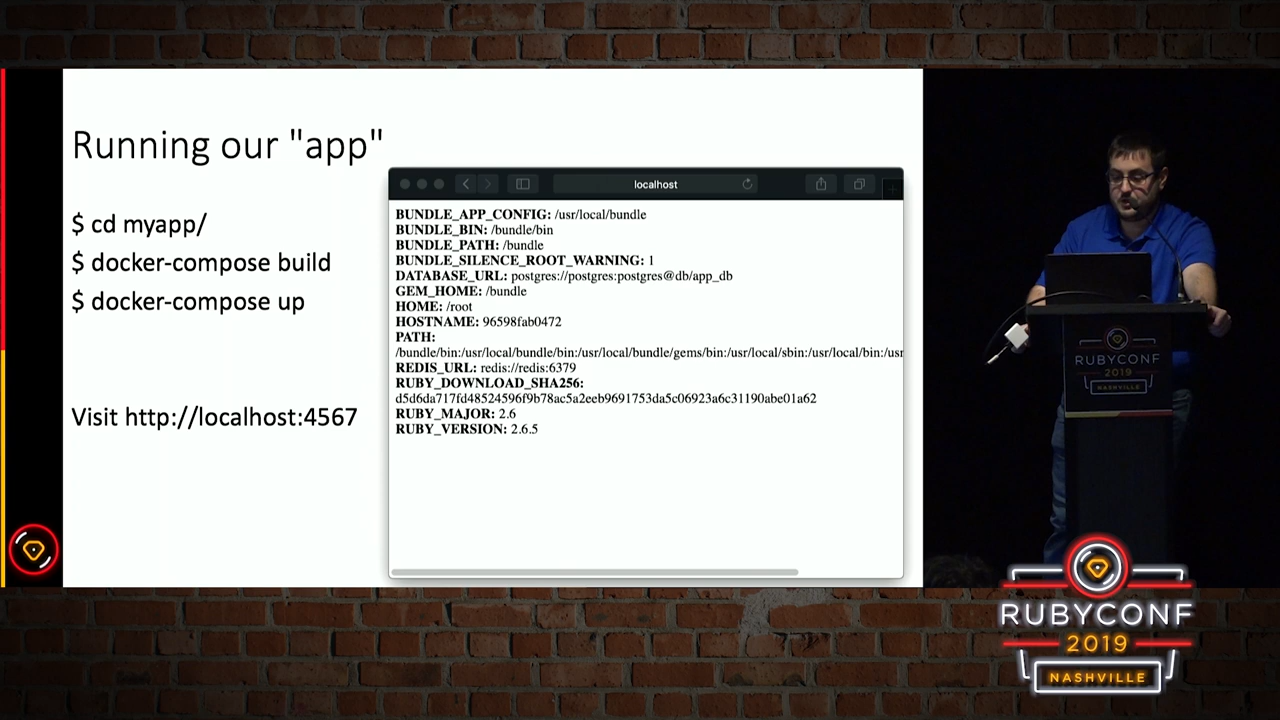 Running our "app"
$ cd myapp/
$ docker-compose build
$ docker-compose up
Visit http://localhost:4567
localhost
BUNDLE_APP_CONFIG: /usr/local/bundle
BUNDLE_BIN: /bundle/bin
BUNDLE_PATH: /bundle
BUNDLE_SILENCE_ROOT_WARNING: 1
DATABASE_URL: postgres://postgres:postgres@db/app_db
GEM_HOME: /bundle
HOME: /root
HOSTNAME: 96598fab0472
PATH:
/bundle/bin:/usr/local/bundle/bin:/usr/local/bundle/gems/bin:/usr/local/sbin:/usr/local/bin:/usr
REDIS_URL: redis://redis:6379
RUBY_DOWNLOAD_SHA256:
d5d6da717fd48524596f9b78ac5a2eeb9691753da5c06923a6c31190abe01a62
RUBY_MAJOR: 2.6
RUBY_VERSION: 2.6.5
RUBYCONF
2019
NASHVILLE
RUBYCONF
2019
NASHVILLE